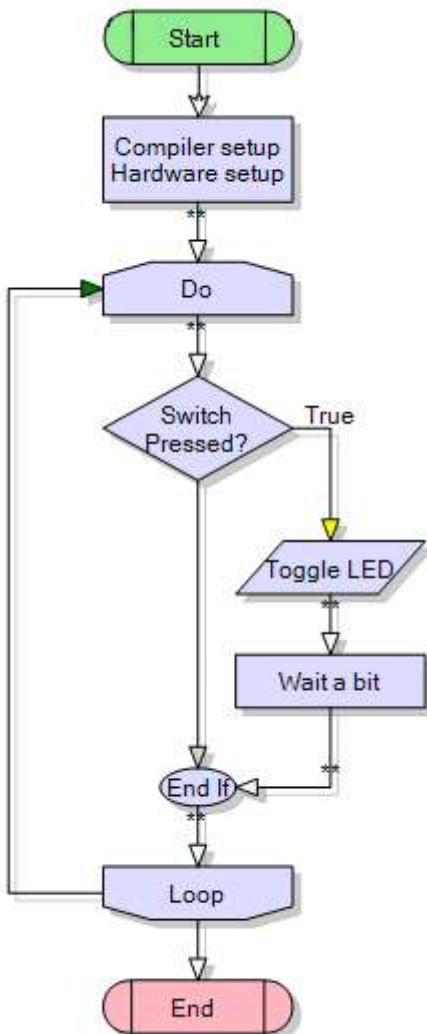 Start
Compiler setup
Hardware setup
**
Do
**
Switch
Pressed?
True
Toggle LED
**
Wait a bit
**
End If
**
Loop
End